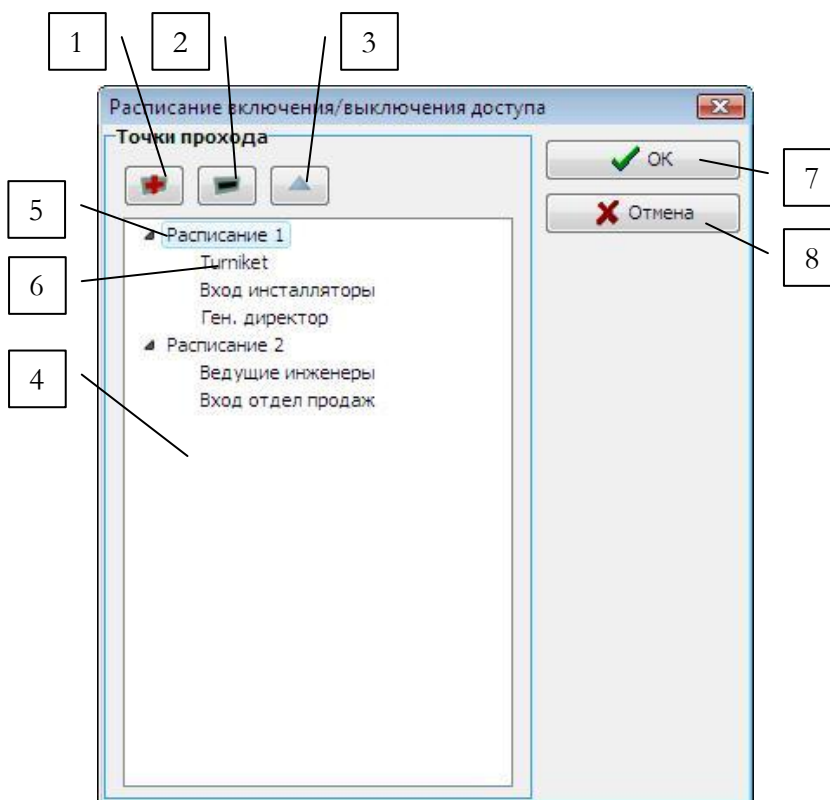 1
2
3
Расписание включения/выключения доступа
Точки прохода
ОК
Отмена
7
8
5
6
4
Расписание 1
Turniket
Вход инсталляторы
Ген. директор
Расписание 2
Ведущие инженеры
Вход отдел продаж